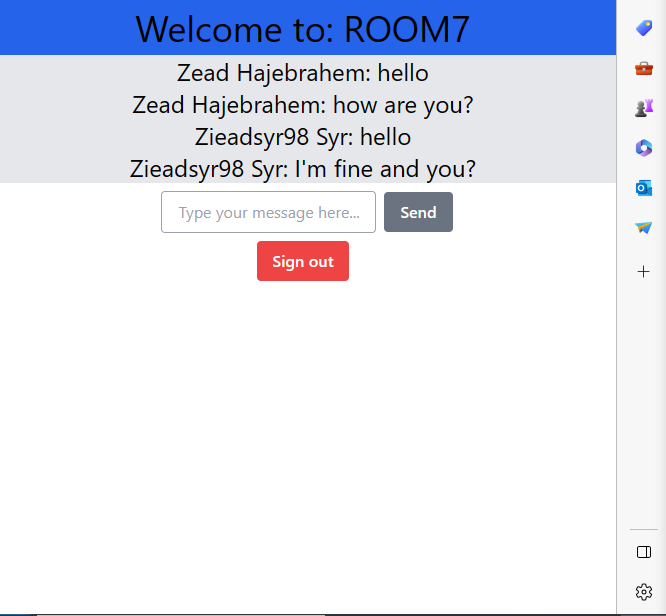 Welcome to: ROOM7
Zead Hajebrahem: hello
Zead Hajebrahem: how are you?
Zieadsyr98 Syr: hello
Zieadsyr98 Syr: I'm fine and you?
Type your message here... Send
Sign out